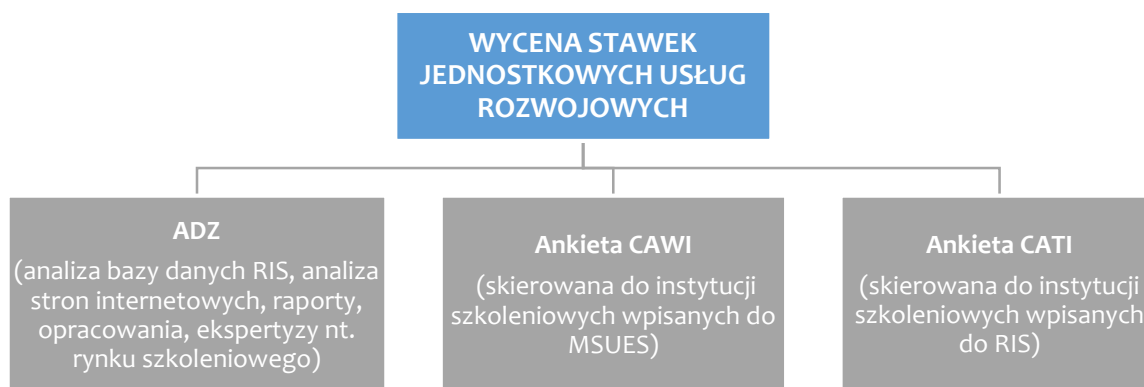 WYCENA STAWEK
JEDNOSTKOWYCH USŁUG
ROZWOJOWYCH
ADZ
(analiza bazy danych RIS, analiza
stron internetowych, raporty,
opracowania, ekspertyzy nt.
rynku szkoleniowego)
Ankieta CAWI
(skierowana do instytucji
szkoleniowych wpisanych do
MSUES)
Ankieta CATI
(skierowana do instytucji
szkoleniowych wpisanych
do RIS)